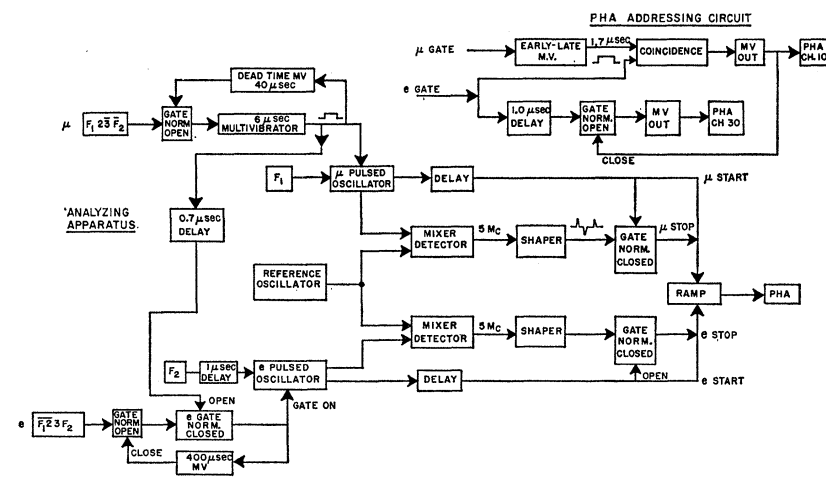 PHA ADDRESSING CIRCUIT
μ GATE
EARLY-LATE
M.V.
1.7 μsec
COINCIDENCE
MV
OUT
PHA
CH.10
e GATE
1.0 μsec
DELAY
GATE
NORM.
OPEN
MV
OUT
PHA
CH 30
CLOSE
DEAD TIME MV
40 μsec
μ
F₁ 2 3̅ F̅₂
GATE
NORM
OPEN
6 μsec
MULTIVIBRATOR
F₁
μ PULSED
OSCILLATOR
DELAY
μ START
ANALYZING
APPARATUS.
0.7 μsec
DELAY
MIXER
DETECTOR
5 Mc
SHAPER
GATE
NORM.
CLOSED
μ STOP
REFERENCE
OSCILLATOR
RAMP
PHA
MIXER
DETECTOR
5 Mc
SHAPER
GATE
NORM.
CLOSED
e STOP
F₂
1 μsec
DELAY
e PULSED
OSCILLATOR
DELAY
OPEN
e START
OPEN
GATE ON
e
F̅₁2̅ 3 F₂
GATE
NORM
OPEN
e GATE
NORM.
CLOSED
CLOSE
400 μsec
MV